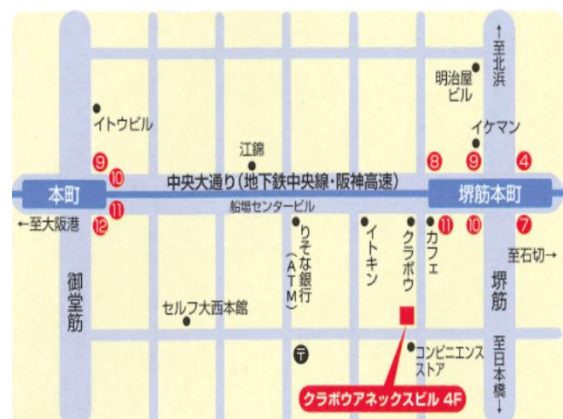 ↑至北浜
明治屋
ビル
イトウビル
江錦
イケマン
⑨
⑩
中央大通り(地下鉄中央線・阪神高速)
⑧
⑨
④
本町
堺筋本町
←至大阪港
⑫
⑪
船場センタービル
⑪
⑩
⑦
至石切→
御堂筋
りそな銀行
(ATM)
イトキン
クラボウ
カフェ
堺筋
セルフ大西本館
〒
コンビニエンス
ストア
至日本橋→
クラボウアネックスビル 4F